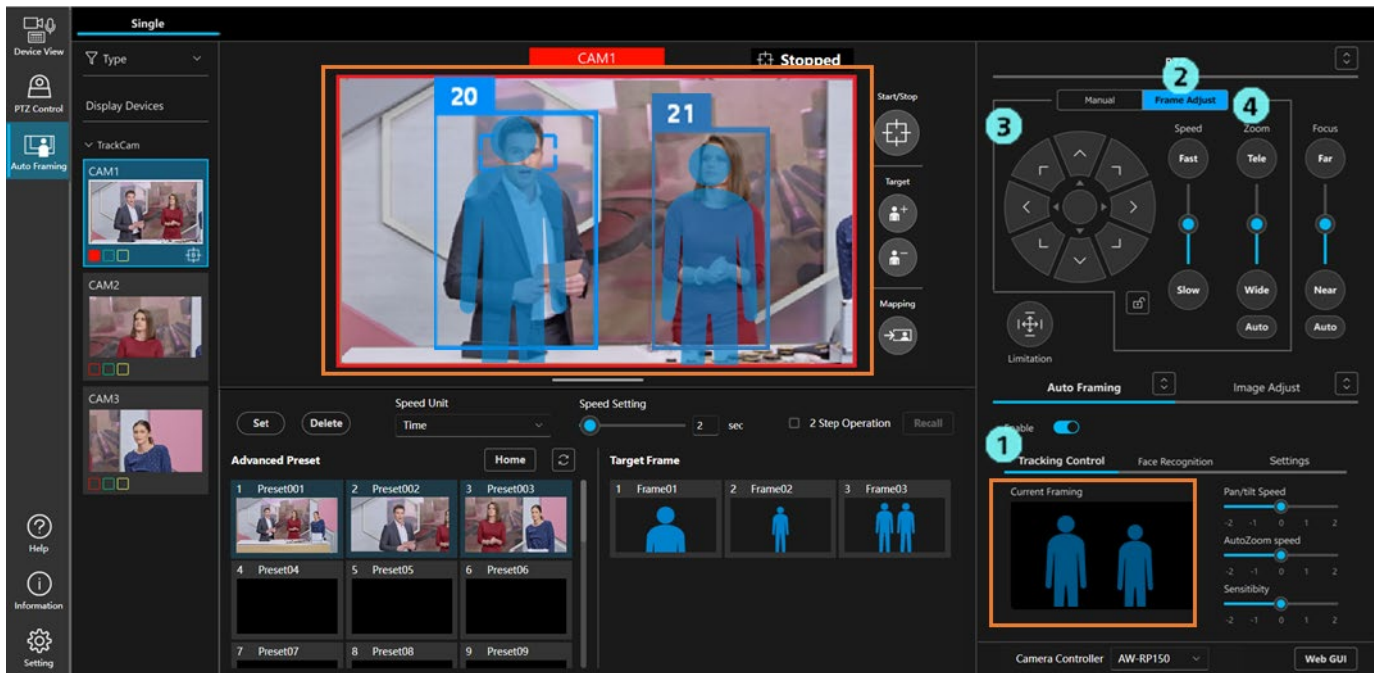 Single
Device View
PTZ Control
Auto Framing
Help
Information
Setting
Type
Display Devices
TrackCam
CAM1
CAM2
CAM3
CAM1
Stopped
20
21
Start/Stop
Target
Mapping
Set
Delete
Speed Unit
Time
Speed Setting
2 sec
2 Step Operation
Recall
Advanced Preset
Home
1 Preset001
2 Preset002
3 Preset003
4 Preset04
5 Preset05
6 Preset06
7 Preset07
8 Preset08
9 Preset09
Target Frame
1 Frame01
2 Frame02
3 Frame03
2
Manual
Frame Adjust
3
4
Speed
Zoom
Focus
Fast
Tele
Far
Slow
Wide
Near
Auto
Auto
Limitation
Auto Framing
Image Adjust
1
Tracking Control
Face Recognition
Settings
Current Framing
Pan/tilt Speed
-2 -1 0 1 2
AutoZoom speed
-2 -1 0 1 2
Sensitibity
-2 -1 0 1 2
Camera Controller
AW-RP150
Web GUI